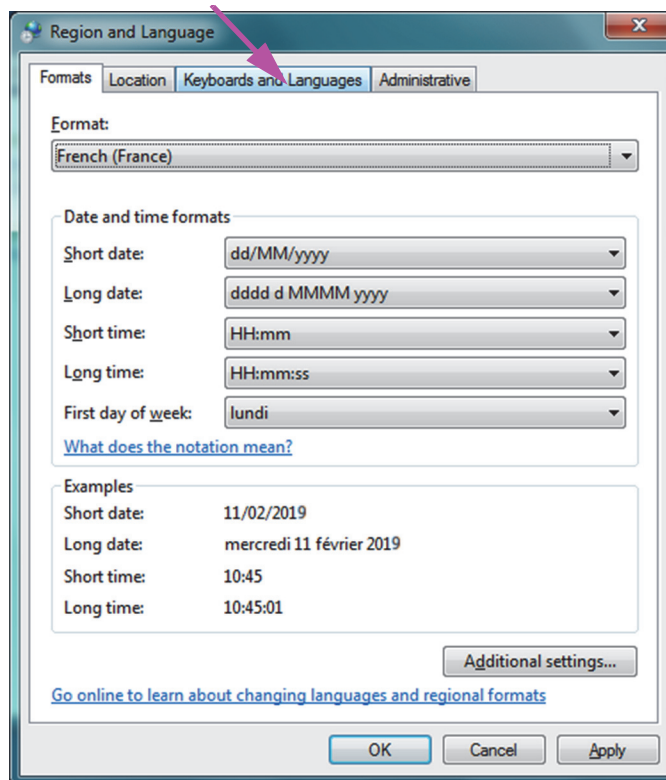 Region and Language
Formats Location Keyboards and Languages Administrative
Format:
French (France)
Date and time formats
Short date: dd/MM/yyyy
Long date: dddd d MMMM yyyy
Short time: HH:mm
Long time: HH:mm:ss
First day of week: lundi
What does the notation mean?
Examples
Short date: 11/02/2019
Long date: mercredi 11 février 2019
Short time: 10:45
Long time: 10:45:01
Additional settings...
Go online to learn about changing languages and regional formats
OK Cancel Apply